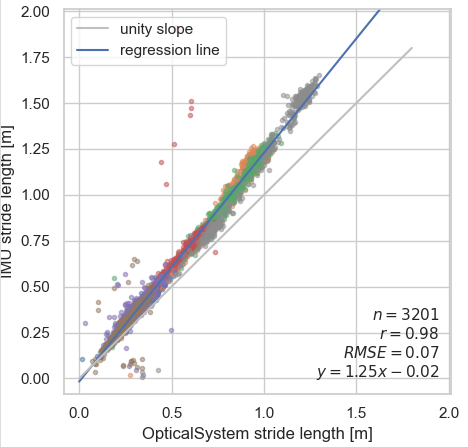 2.00
1.75
1.50
1.25
1.00
0.75
0.50
0.25
0.00
IMU stride length [m]
unity slope
regression line
n = 3201
r = 0.98
RMSE = 0.07
y = 1.25x − 0.02
0.0 0.5 1.0 1.5 2.0
OpticalSystem stride length [m]